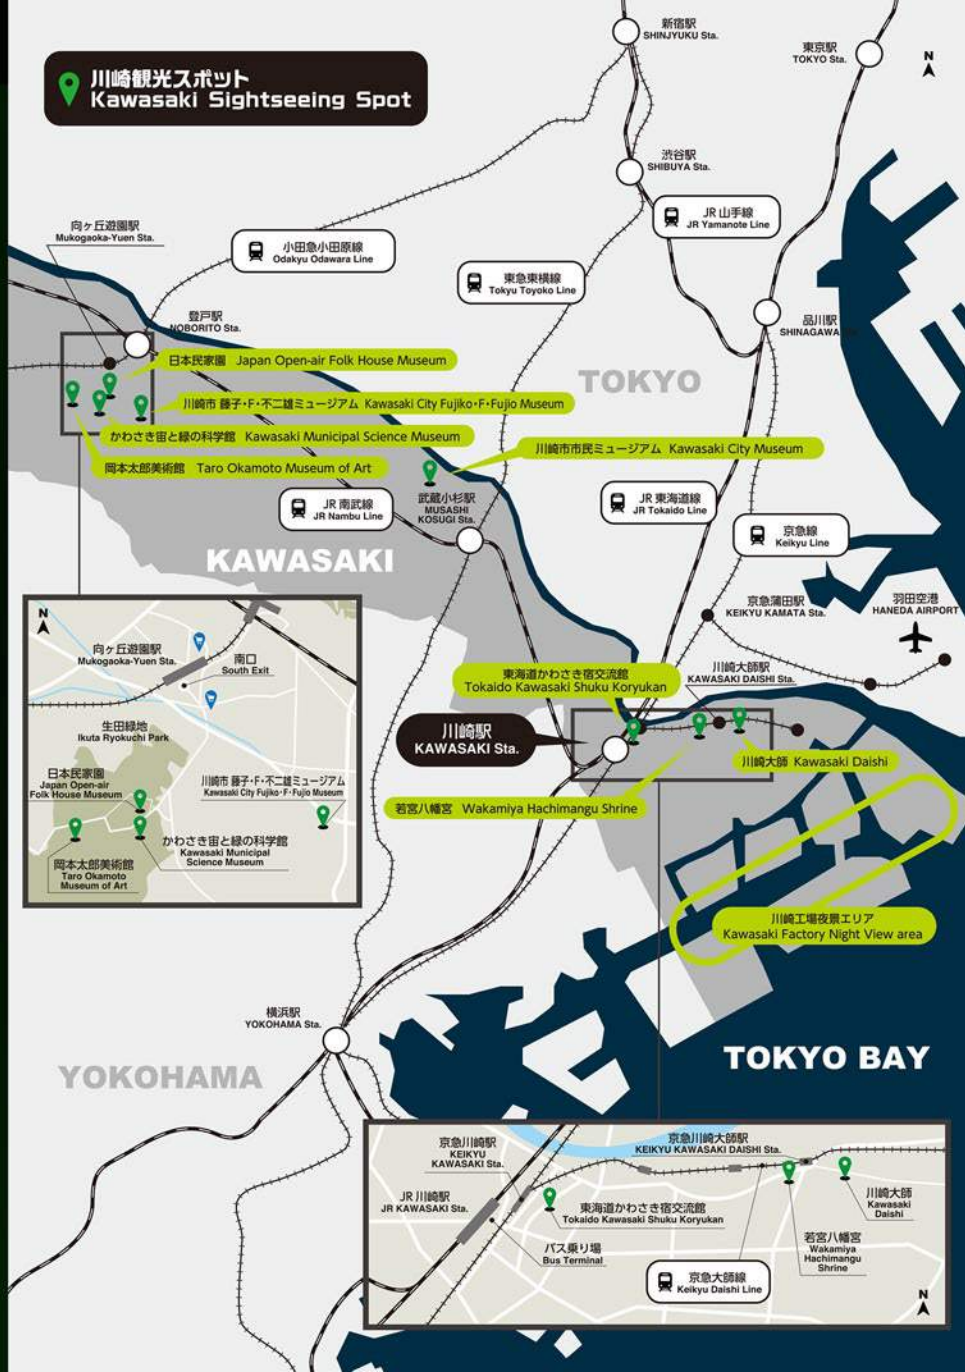 川崎観光スポット
Kawasaki Sightseeing Spot
新宿駅
SHINJYUKU Sta.
東京駅
TOKYO Sta.
N
渋谷駅
SHIBUYA Sta.
JR 山手線
JR Yamanote Line
向ヶ丘遊園駅
Mukogaoka-Yuen Sta.
小田急小田原線
Odakyu Odawara Line
東急東横線
Tokyu Toyoko Line
登戸駅
NOBORITO Sta.
品川駅
SHINAGAWA
日本民家園 Japan Open-air Folk House Museum
TOKYO
川崎市 藤子・F・不二雄ミュージアム Kawasaki City Fujiko・F・Fujio Museum
かわさき宙と緑の科学館 Kawasaki Municipal Science Museum
川崎市市民ミュージアム Kawasaki City Museum
岡本太郎美術館 Taro Okamoto Museum of Art
武蔵小杉駅
MUSASHI
KOSUGI Sta.
JR 南武線
JR Nambu Line
JR 東海道線
JR Tokaido Line
京急線
Keikyu Line
KAWASAKI
京急蒲田駅
KEIKYU KAMATA Sta.
羽田空港
HANEDA AIRPORT
N
向ヶ丘遊園駅
Mukogaoka-Yuen Sta.
南口
South Exit
生田緑地
Ikuta Ryokuchi Park
日本民家園
Japan Open-air
Folk House Museum
川崎市 藤子・F・不二雄ミュージアム
Kawasaki City Fujiko・F・Fujio Museum
かわさき宙と緑の科学館
Kawasaki Municipal
Science Museum
岡本太郎美術館
Taro Okamoto
Museum of Art
東海道かわさき宿交流館
Tokaido Kawasaki Shuku Koryukan
川崎大師駅
KAWASAKI DAISHI Sta.
川崎駅
KAWASAKI Sta.
川崎大師 Kawasaki Daishi
若宮八幡宮 Wakamiya Hachimangu Shrine
川崎工場夜景エリア
Kawasaki Factory Night View area
横浜駅
YOKOHAMA Sta.
YOKOHAMA
TOKYO BAY
京急川崎駅
KEIKYU
KAWASAKI Sta.
京急川崎大師駅
KEIKYU KAWASAKI DAISHI Sta.
JR 川崎駅
JR KAWASAKI Sta.
東海道かわさき宿交流館
Tokaido Kawasaki Shuku Koryukan
川崎大師
Kawasaki
Daishi
バス乗り場
Bus Terminal
若宮八幡宮
Wakamiya
Hachimangu
Shrine
京急大師線
Keikyu Daishi Line
N